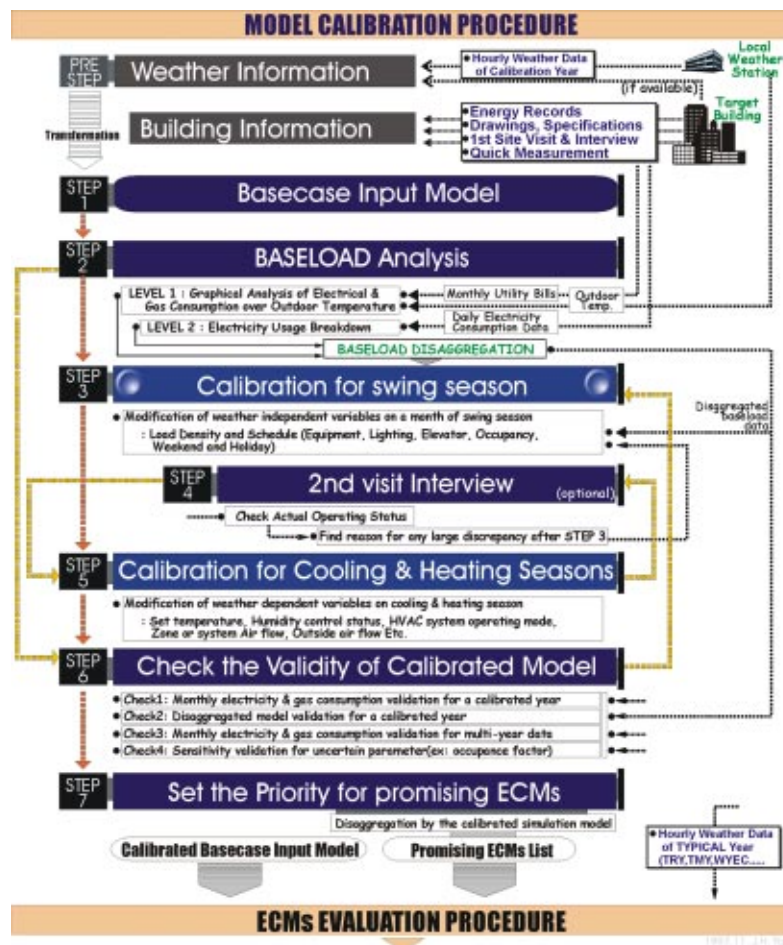 MODEL CALIBRATION PROCEDURE
PRE
STEP
Weather Information
Hourly Weather Data
of Calibration Year
Local
Weather
Station
(if available)
Target
Building
Transformation
Building Information
Energy Records
Drawings, Specifications
1st Site Visit & Interview
Quick Measurement
STEP
1
Basecase Input Model
STEP
2
BASELOAD Analysis
LEVEL 1 : Graphical Analysis of Electrical &
Gas Consumption over Outdoor Temperature
Monthly Utility Bills
Outdoor
Temp.
LEVEL 2 : Electricity Usage Breakdown
Daily Electricity
Consumption Data
BASELOAD DISAGGREGATION
STEP
3
Calibration for swing season
Disaggregated
baseload
data
Modification of weather independent variables on a month of swing season
: Load Density and Schedule (Equipment, Lighting, Elevator, Occupancy,
Weekend and Holiday)
STEP
4
2nd visit Interview
(optional)
Check Actual Operating Status
Find reason for any large discrepancy after STEP 3
STEP
5
Calibration for Cooling & Heating Seasons
Modification of weather dependent variables on cooling & heating season
: Set temperature, Humidity control status, HVAC system operating mode,
Zone or system Air flow, Outside air flow Etc.
STEP
6
Check the Validity of Calibrated Model
Check1: Monthly electricity & gas consumption validation for a calibrated year
Check2: Disaggregated model validation for a calibrated year
Check3: Monthly electricity & gas consumption validation for multi-year data
Check4: Sensitivity validation for uncertain parameter(ex: occupance factor)
STEP
7
Set the Priority for promising ECMs
Disaggregation by the calibrated simulation model
Calibrated Basecase Input Model
Promising ECMs List
Hourly Weather Data
of TYPICAL Year
(TRY,TMY,WYEC.....
ECMs EVALUATION PROCEDURE